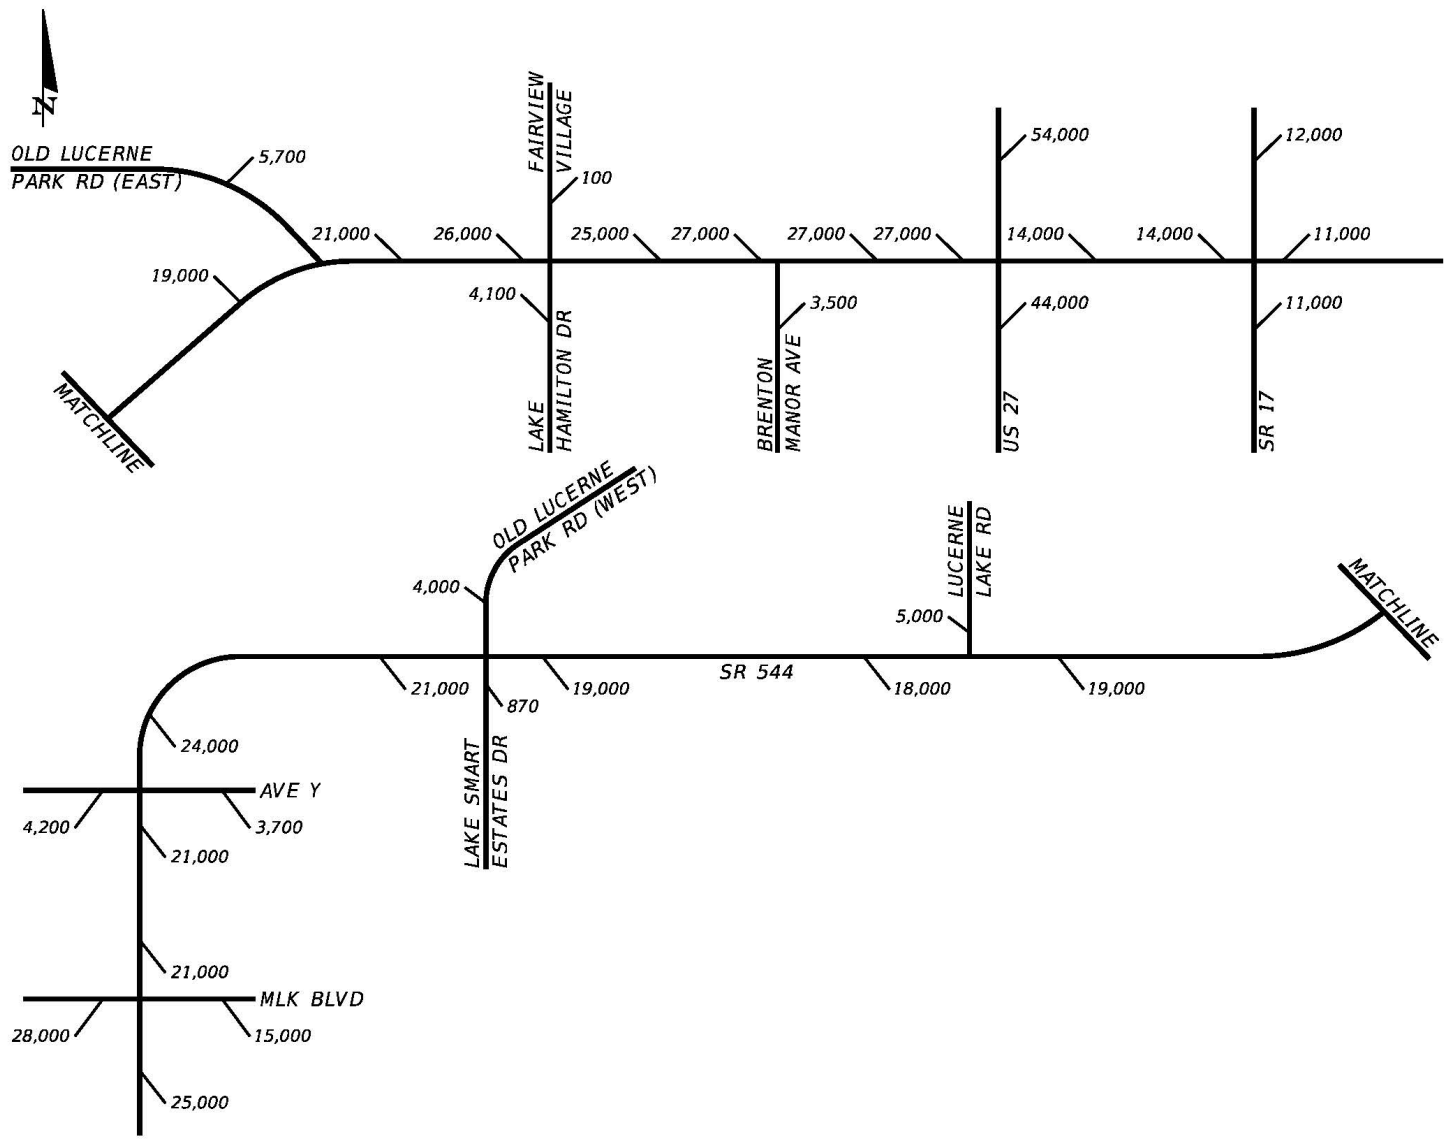 N
OLD LUCERNE
PARK RD (EAST)
5,700
FAIRVIEW
VILLAGE
100
54,000
12,000
21,000
26,000
25,000
27,000
27,000
27,000
14,000
14,000
11,000
19,000
4,100
3,500
44,000
11,000
LAKE
HAMILTON DR
BRENTON
MANOR AVE
US 27
SR 17
MATCHLINE
OLD LUCERNE
PARK RD (WEST)
4,000
LUCERNE
LAKE RD
5,000
MATCHLINE
21,000
19,000
SR 544
18,000
19,000
870
LAKE SMART
ESTATES DR
24,000
AVE Y
4,200
3,700
21,000
21,000
MLK BLVD
28,000
15,000
25,000